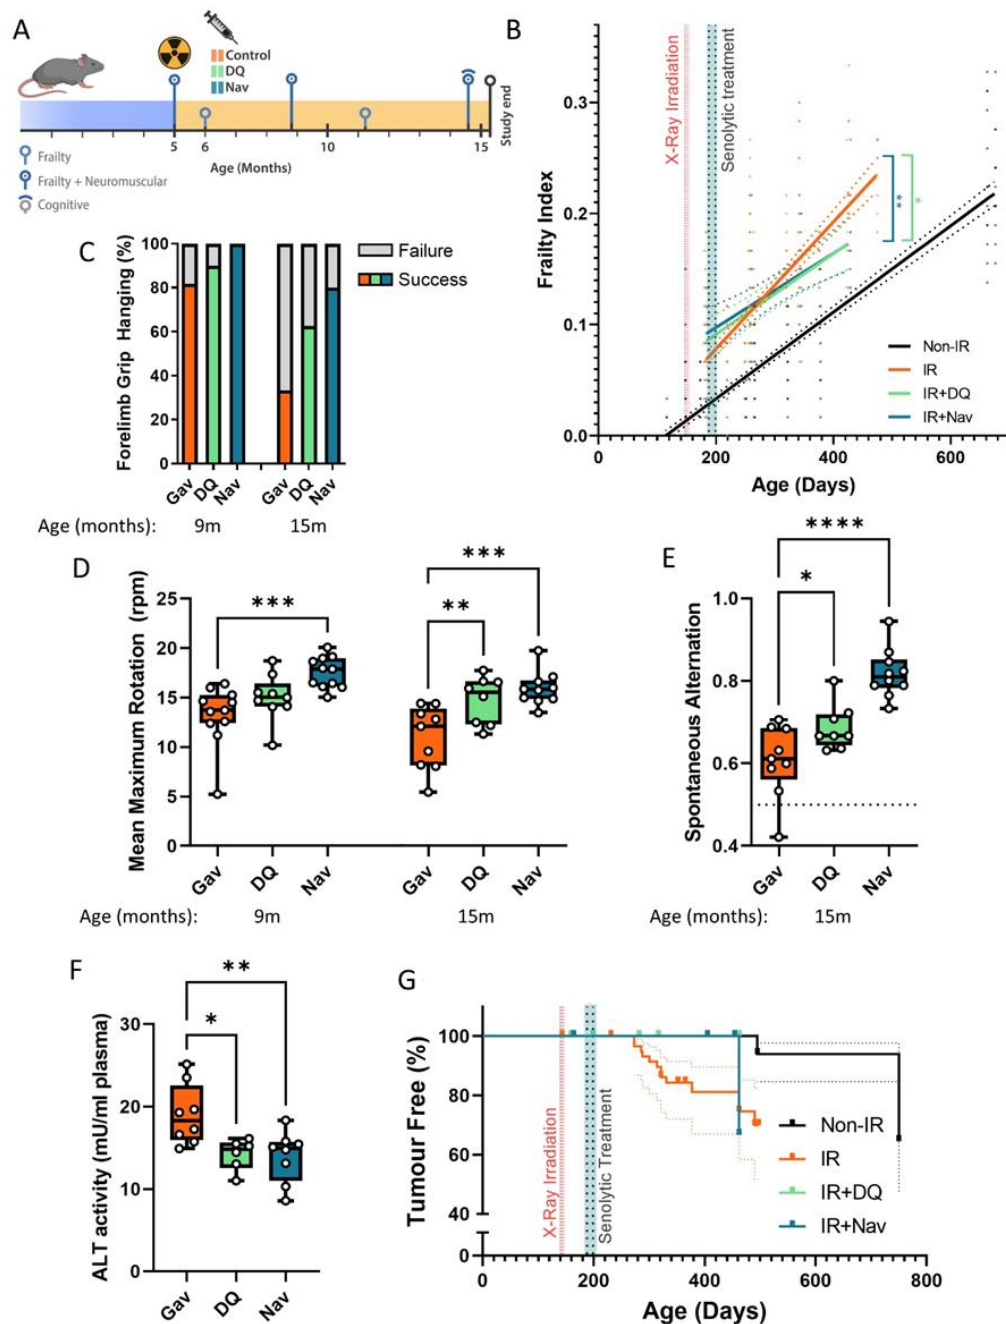 A
Control
DQ
Nav
5
6
10
15
Study end
Age (Months)
Frailty
Frailty + Neuromuscular
Cognitive
B
X-Ray Irradiation
Senolytic treatment
**
*
Frailty Index
0.3
0.2
0.1
0.0
Non-IR
IR
IR+DQ
IR+Nav
0
200
400
600
Age (Days)
C
Forelimb Grip Hanging (%)
100
80
60
40
20
0
Failure
Success
Gav
DQ
Nav
Gav
DQ
Nav
Age (months):
9m
15m
D
Mean Maximum Rotation (rpm)
25
20
15
10
5
0
***
**
***
Gav
DQ
Nav
Gav
DQ
Nav
Age (months):
9m
15m
E
Spontaneous Alternation
1.0
0.8
0.6
0.4
****
*
Gav
DQ
Nav
Age (months):
15m
F
ALT activity (mU/ml plasma)
30
20
10
0
**
*
Gav
DQ
Nav
G
Tumour Free (%)
100
80
60
40
0
X-Ray Irradiation
Senolytic Treatment
Non-IR
IR
IR+DQ
IR+Nav
0
200
400
600
800
Age (Days)